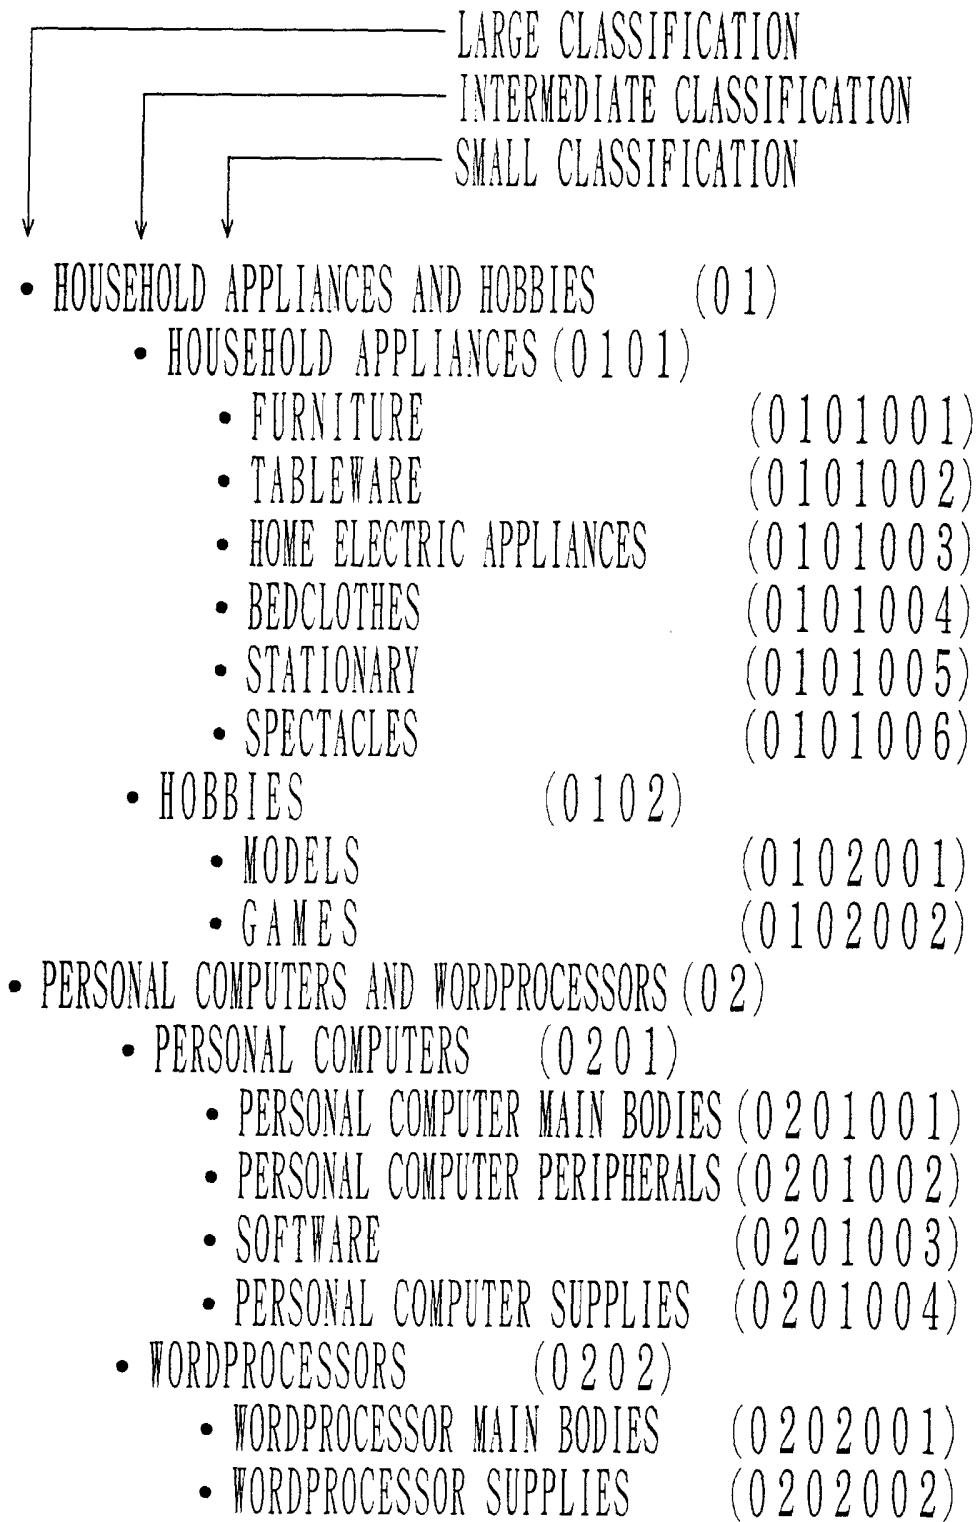 LARGE CLASSIFICATION
INTERMEDIATE CLASSIFICATION
SMALL CLASSIFICATION
• HOUSEHOLD APPLIANCES AND HOBBIES (01)
• HOUSEHOLD APPLIANCES (0101)
• FURNITURE (0101001)
• TABLEWARE (0101002)
• HOME ELECTRIC APPLIANCES (0101003)
• BEDCLOTHES (0101004)
• STATIONARY (0101005)
• SPECTACLES (0101006)
• HOBBIES (0102)
• MODELS (0102001)
• GAMES (0102002)
• PERSONAL COMPUTERS AND WORDPROCESSORS (02)
• PERSONAL COMPUTERS (0201)
• PERSONAL COMPUTER MAIN BODIES (0201001)
• PERSONAL COMPUTER PERIPHERALS (0201002)
• SOFTWARE (0201003)
• PERSONAL COMPUTER SUPPLIES (0201004)
• WORDPROCESSORS (0202)
• WORDPROCESSOR MAIN BODIES (0202001)
• WORDPROCESSOR SUPPLIES (0202002)